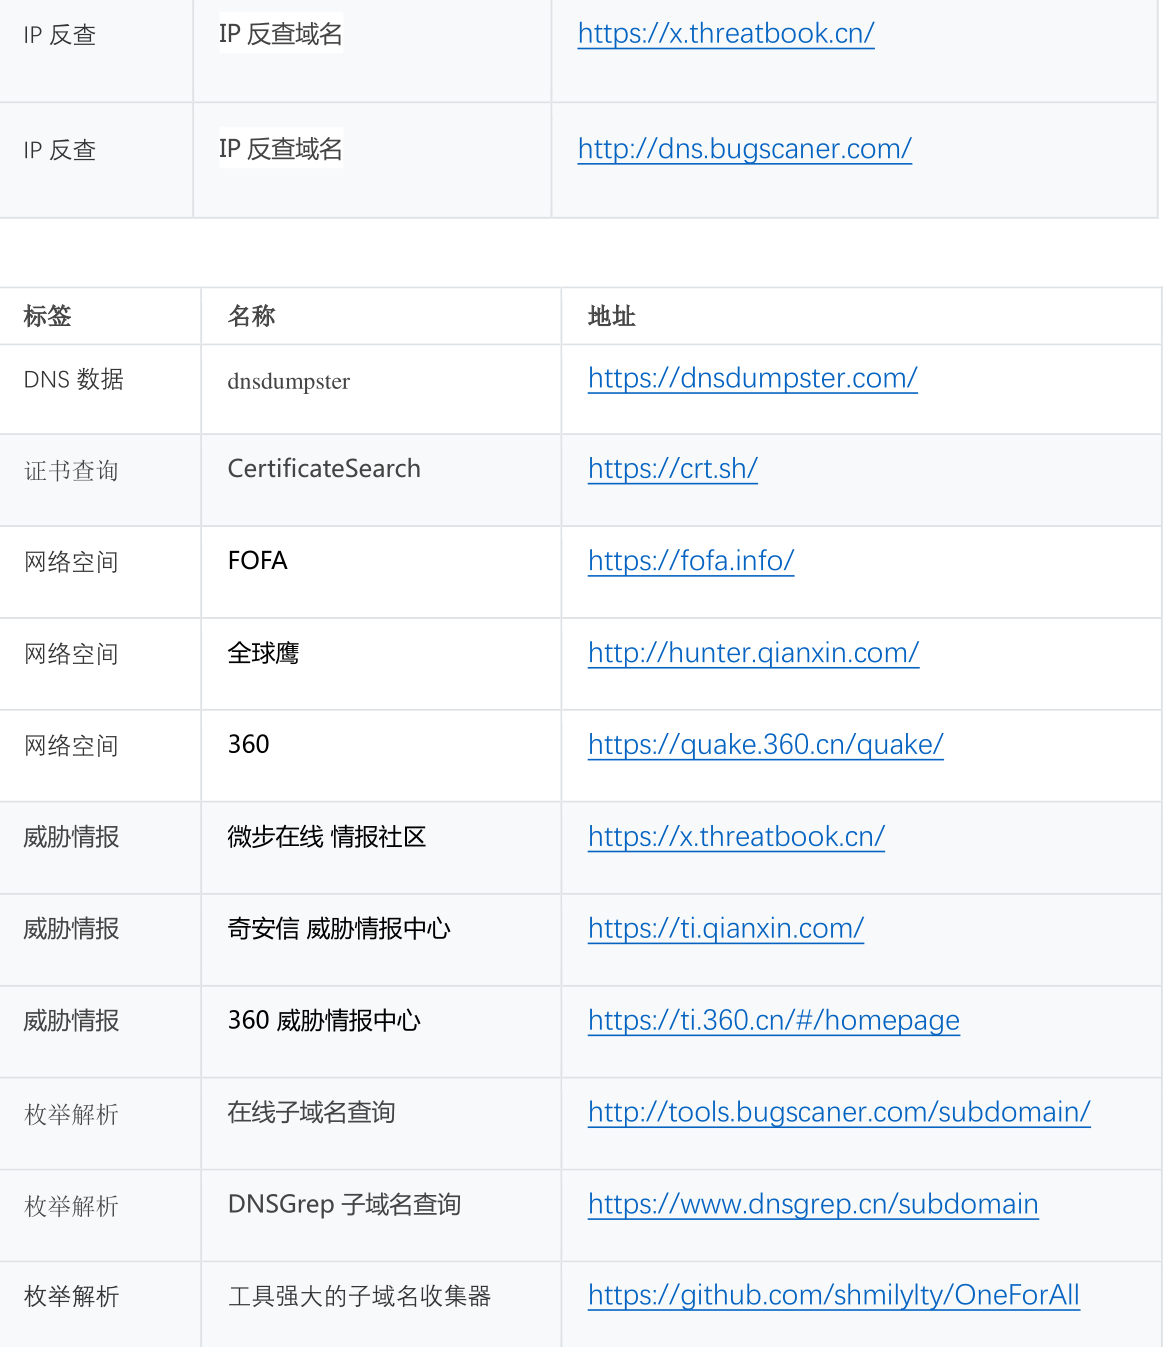 IP 反查 IP 反查域名 https://x.threatbook.cn/
IP 反查 IP 反查域名 http://dns.bugscaner.com/
标签 名称 地址
DNS 数据 dnsdumpster https://dnsdumpster.com/
证书查询 CertificateSearch https://crt.sh/
网络空间 FOFA https://fofa.info/
网络空间 全球鹰 http://hunter.qianxin.com/
网络空间 360 https://quake.360.cn/quake/
威胁情报 微步在线 情报社区 https://x.threatbook.cn/
威胁情报 奇安信 威胁情报中心 https://ti.qianxin.com/
威胁情报 360 威胁情报中心 https://ti.360.cn/#/homepage
枚举解析 在线子域名查询 http://tools.bugscaner.com/subdomain/
枚举解析 DNSGrep 子域名查询 https://www.dnsgrep.cn/subdomain
枚举解析 工具强大的子域名收集器 https://github.com/shmilylty/OneForAll